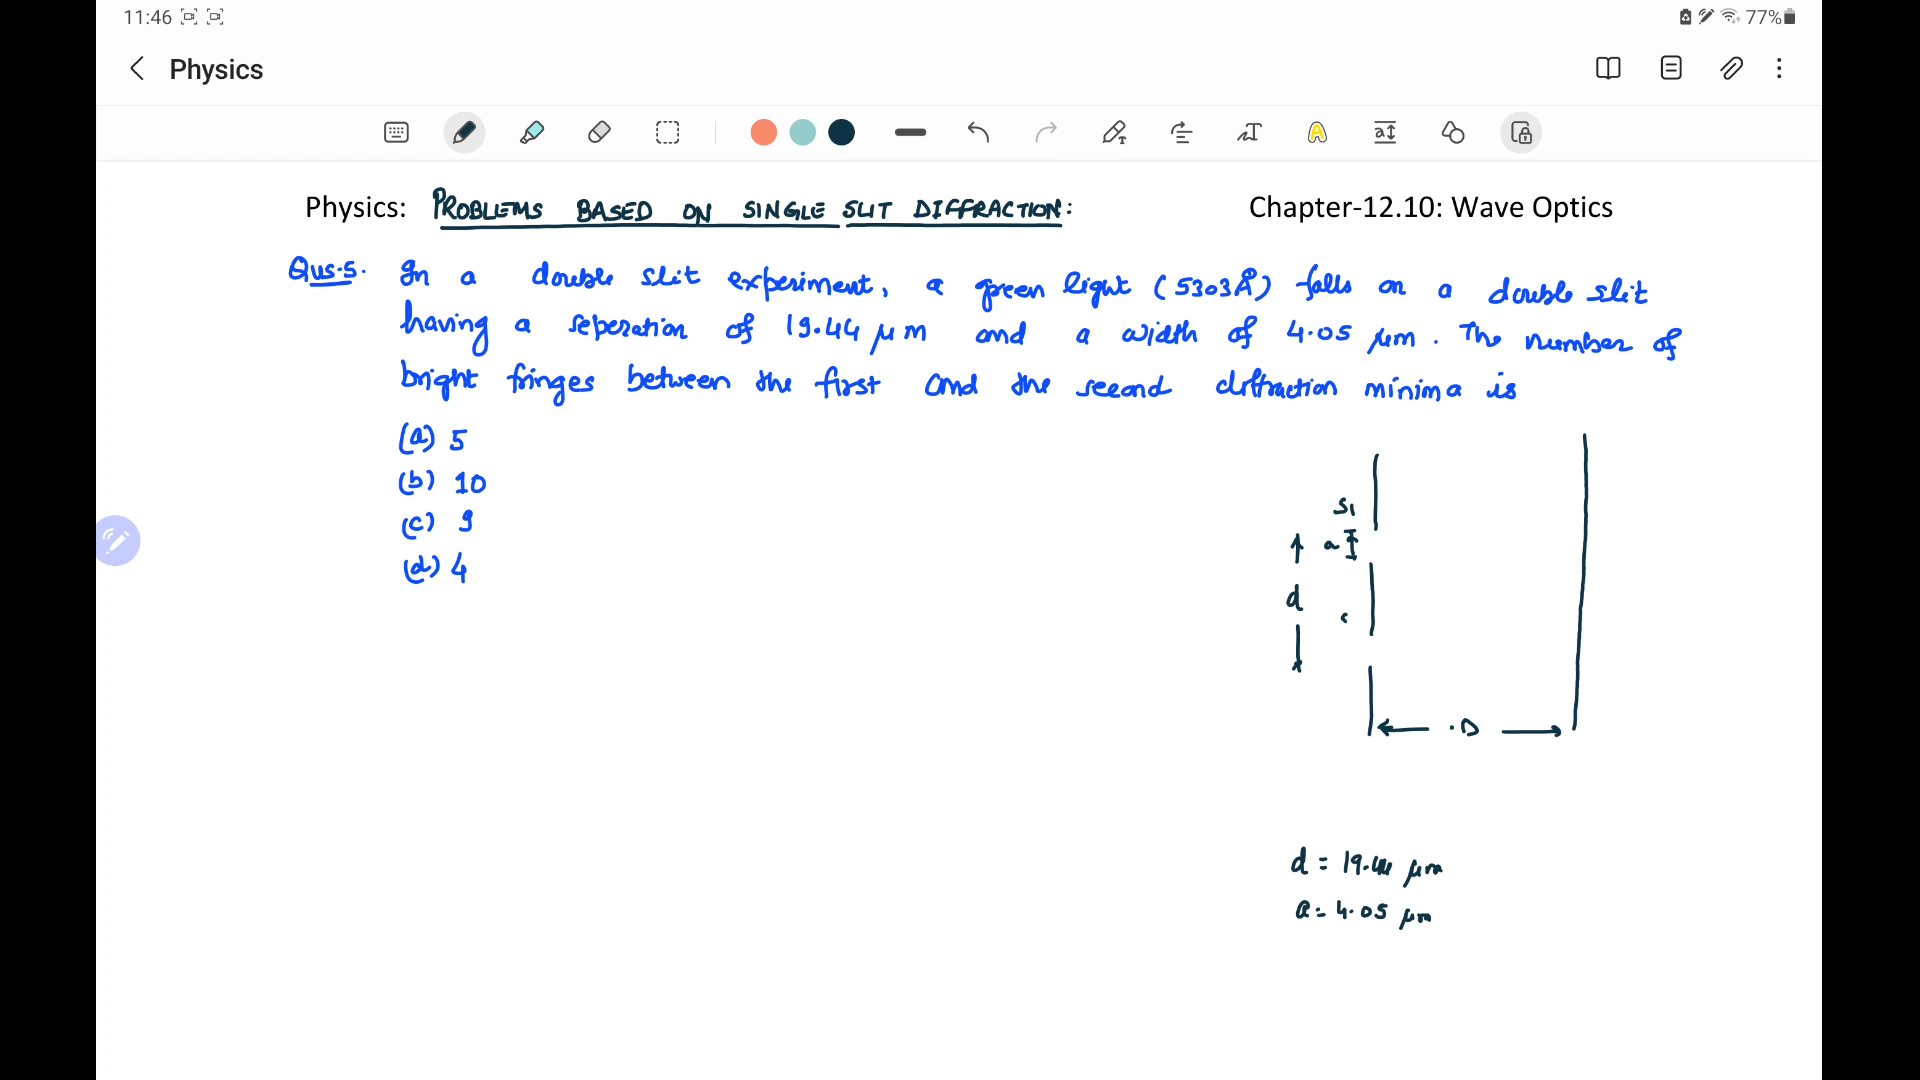 11:46 77%
Physics
Physics: PROBLEMS BASED ON SINGLE SLIT DIFFRACTION: Chapter-12.10: Wave Optics
Qus.5. In a double slit experiment, a green light (5303Å) falls on a double slit
having a seperation of 19.44 μm and a width of 4.05 μm. The number of
bright fringes between the first and the second diffraction minima is
(a) 5
(b) 10
(c) 9
(d) 4
S1
a
d
D
d = 19.44 μm
a = 4.05 μm